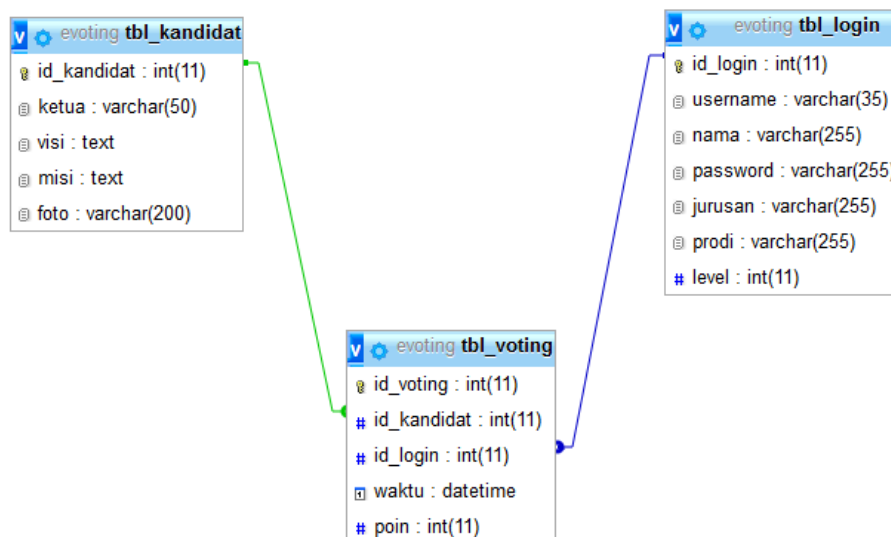 evoting tbl_kandidat
id_kandidat : int(11)
ketua : varchar(50)
visi : text
misi : text
foto : varchar(200)
evoting tbl_login
id_login : int(11)
username : varchar(35)
nama : varchar(255)
password : varchar(255)
jurusan : varchar(255)
prodi : varchar(255)
# level : int(11)
evoting tbl_voting
id_voting : int(11)
# id_kandidat : int(11)
# id_login : int(11)
waktu : datetime
# poin : int(11)